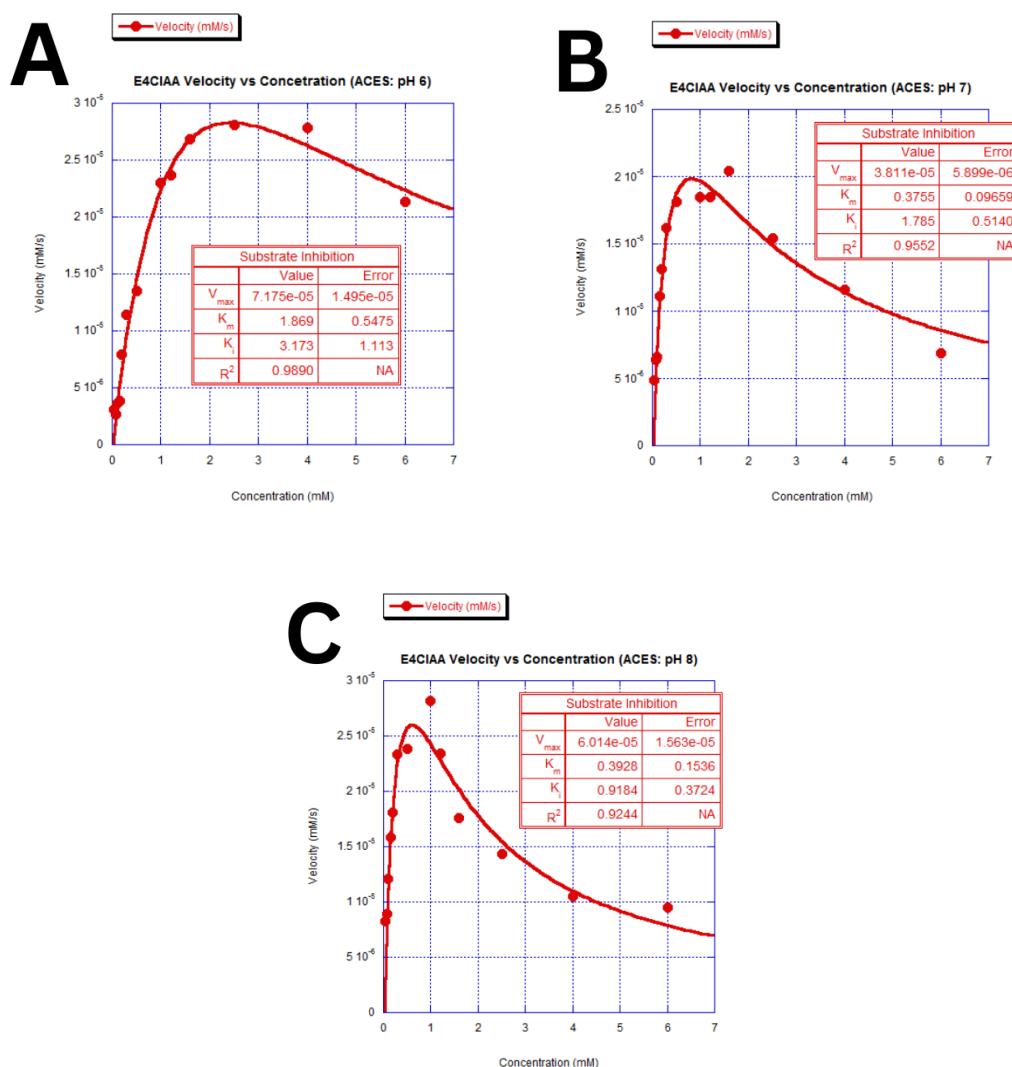 A
Velocity (mM/s)
E4CIAA Velocity vs Concetration (ACES: pH 6)
3 10⁻⁵
2.5 10⁻⁵
2 10⁻⁵
1.5 10⁻⁵
1 10⁻⁵
5 10⁻⁶
0
Velocity (mM/s)
Substrate Inhibition
Value Error
Vmax 7.175e-05 1.495e-05
Km 1.869 0.5475
Ki 3.173 1.113
R² 0.9890 NA
0 1 2 3 4 5 6 7
Concentration (mM)
B
Velocity (mM/s)
E4CIAA Velocity vs Concentration (ACES: pH 7)
2.5 10⁻⁵
2 10⁻⁵
1.5 10⁻⁵
1 10⁻⁵
5 10⁻⁶
0
Velocity (mM/s)
Substrate Inhibition
Value Error
Vmax 3.811e-05 5.899e-06
Km 0.3755 0.09659
Ki 1.785 0.5140
R² 0.9552 NA
0 1 2 3 4 5 6 7
Concentration (mM)
C
Velocity (mM/s)
E4CIAA Velocity vs Concentration (ACES: pH 8)
3 10⁻⁵
2.5 10⁻⁵
2 10⁻⁵
1.5 10⁻⁵
1 10⁻⁵
5 10⁻⁶
0
Velocity (mM/s)
Substrate Inhibition
Value Error
Vmax 6.014e-05 1.563e-05
Km 0.3928 0.1536
Ki 0.9184 0.3724
R² 0.9244 NA
0 1 2 3 4 5 6 7
Concentration (mM)